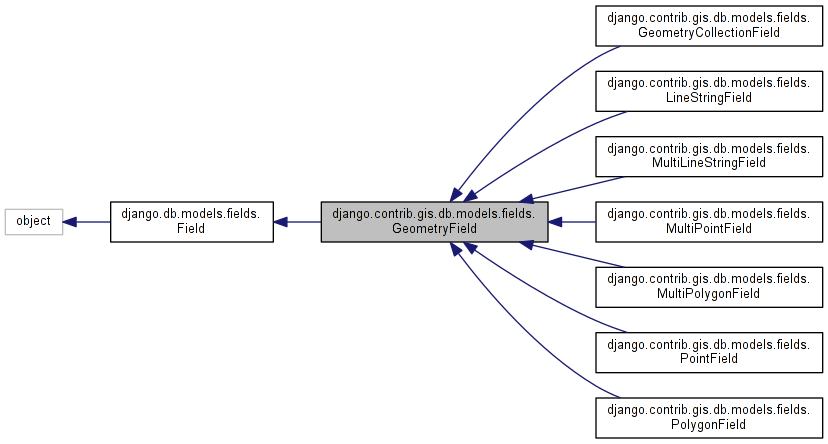 object
django.db.models.fields.
Field
django.contrib.gis.db.models.fields.
GeometryField
django.contrib.gis.db.models.fields.
GeometryCollectionField
django.contrib.gis.db.models.fields.
LineStringField
django.contrib.gis.db.models.fields.
MultiLineStringField
django.contrib.gis.db.models.fields.
MultiPointField
django.contrib.gis.db.models.fields.
MultiPolygonField
django.contrib.gis.db.models.fields.
PointField
django.contrib.gis.db.models.fields.
PolygonField